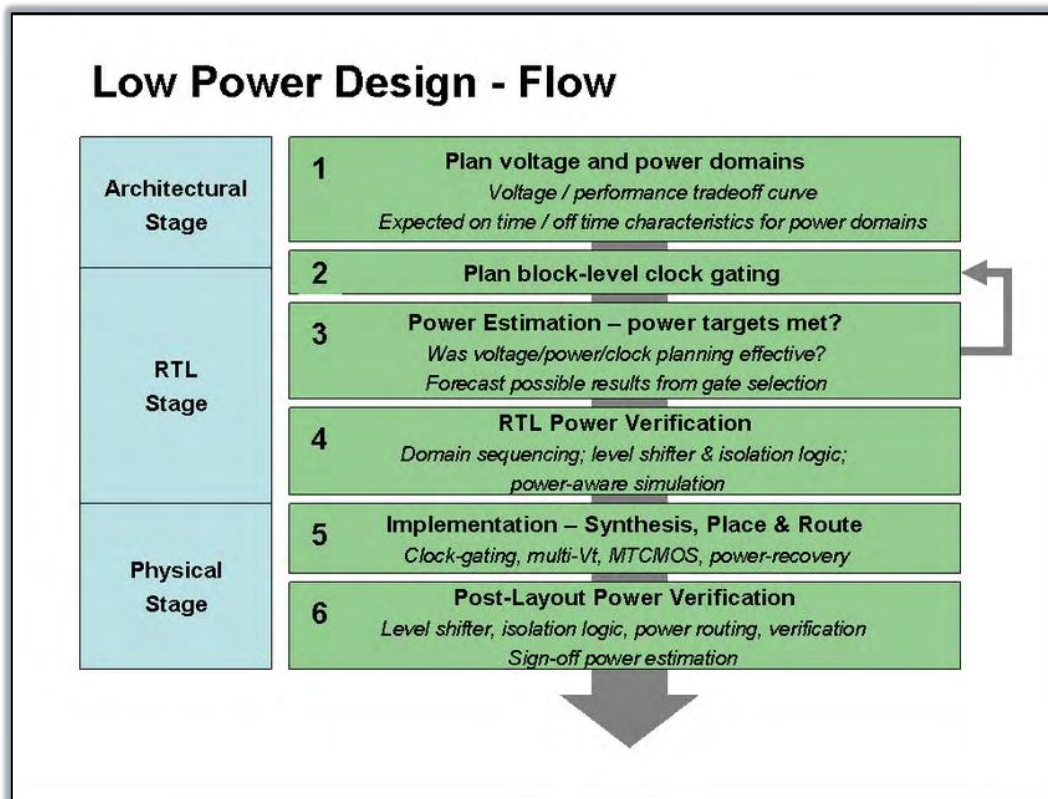 Low Power Design - Flow
Architectural
Stage
1
Plan voltage and power domains
Voltage / performance tradeoff curve
Expected on time / off time characteristics for power domains
RTL
Stage
2
Plan block-level clock gating
3
Power Estimation – power targets met?
Was voltage/power/clock planning effective?
Forecast possible results from gate selection
4
RTL Power Verification
Domain sequencing; level shifter & isolation logic;
power-aware simulation
Physical
Stage
5
Implementation – Synthesis, Place & Route
Clock-gating, multi-Vt, MTCMOS, power-recovery
6
Post-Layout Power Verification
Level shifter, isolation logic, power routing, verification
Sign-off power estimation